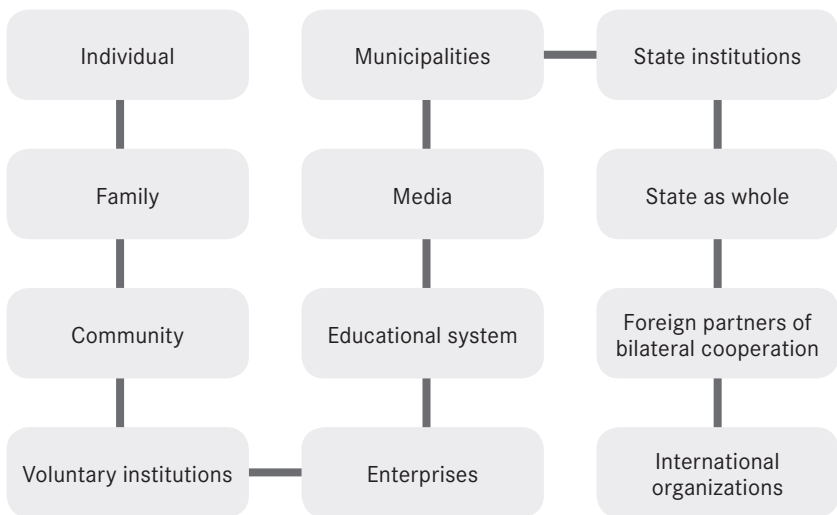 Individual
Family
Community
Voluntary institutions
Enterprises
Educational system
Media
Municipalities
State institutions
State as whole
Foreign partners of
bilateral cooperation
International
organizations